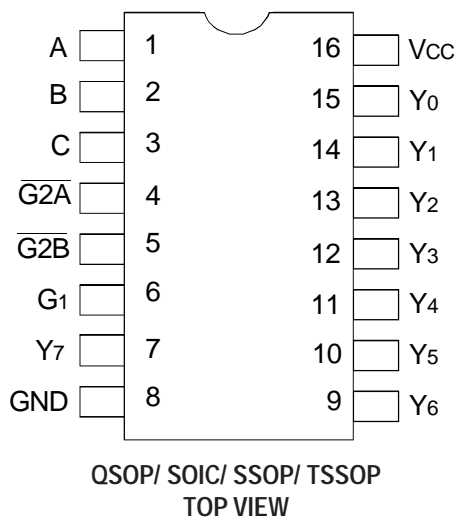 A 1 16 VCC
B 2 15 Y0
C 3 14 Y1
G2A 4 13 Y2
G2B 5 12 Y3
G1 6 11 Y4
Y7 7 10 Y5
GND 8 9 Y6
QSOP/ SOIC/ SSOP/ TSSOP
TOP VIEW